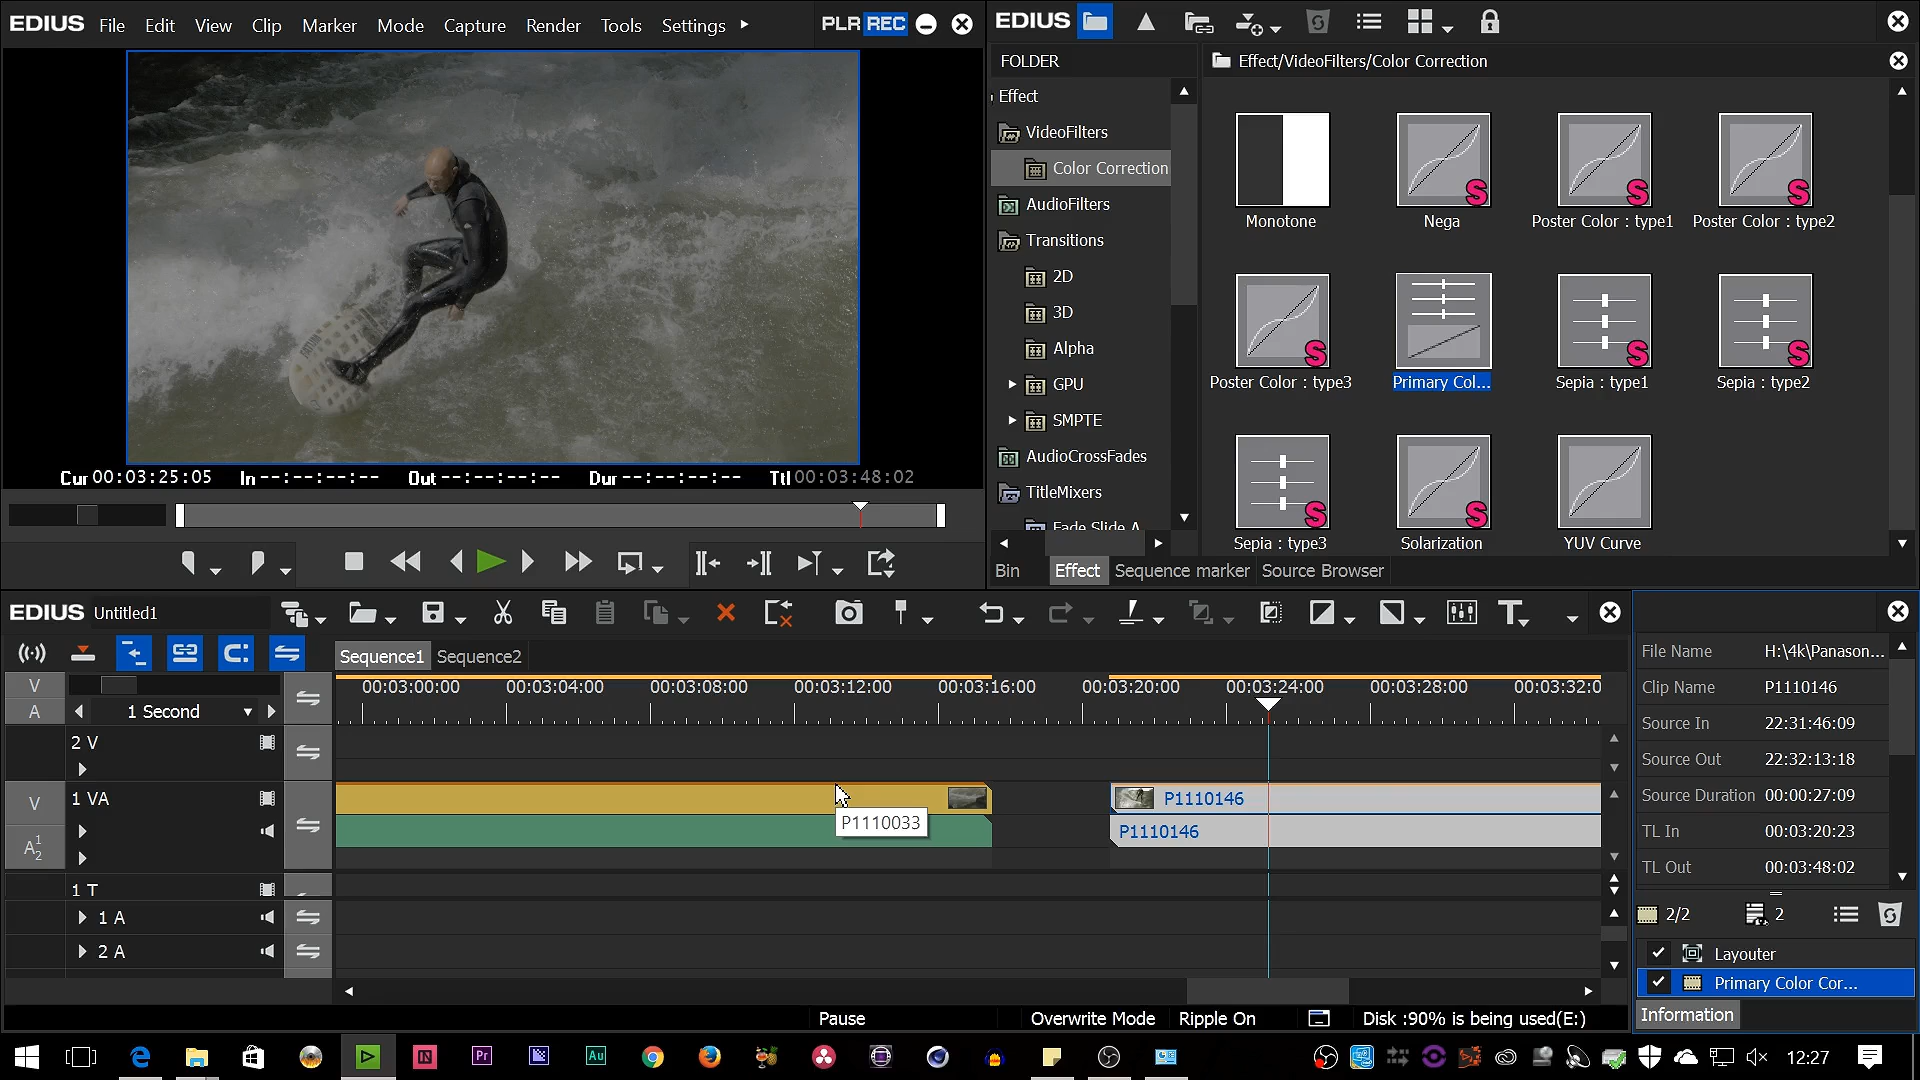 EDIUS File Edit View Clip Marker Mode Capture Render Tools Settings PLR REC
Cur 00:03:25:05 In --:--:--:-- Out --:--:--:-- Dur --:--:--:-- Ttl 00:03:48:02
EDIUS
FOLDER
Effect
VideoFilters
Color Correction
AudioFilters
Transitions
2D
3D
Alpha
GPU
SMPTE
AudioCrossFades
TitleMixers
Fade Slide A
Effect/VideoFilters/Color Correction
Monotone
Nega
Poster Color : type1
Poster Color : type2
Poster Color : type3
Primary Col...
Sepia : type1
Sepia : type2
Sepia : type3
Solarization
YUV Curve
Bin Effect Sequence marker Source Browser
EDIUS Untitled1
Sequence1 Sequence2
V
A
1 Second
00:03:00:00 00:03:04:00 00:03:08:00 00:03:12:00 00:03:16:00 00:03:20:00 00:03:24:00 00:03:28:00 00:03:32:0
2 V
V
1 VA
A12
P1110033
P1110146
P1110146
1 T
1 A
2 A
File Name H:\4k\Panason...
Clip Name P1110146
Source In 22:31:46:09
Source Out 22:32:13:18
Source Duration 00:00:27:09
TL In 00:03:20:23
TL Out 00:03:48:02
2/2 2
Layouter
Primary Color Cor...
Information
Pause Overwrite Mode Ripple On Disk :90% is being used(E:)
Pr
Au
12:27